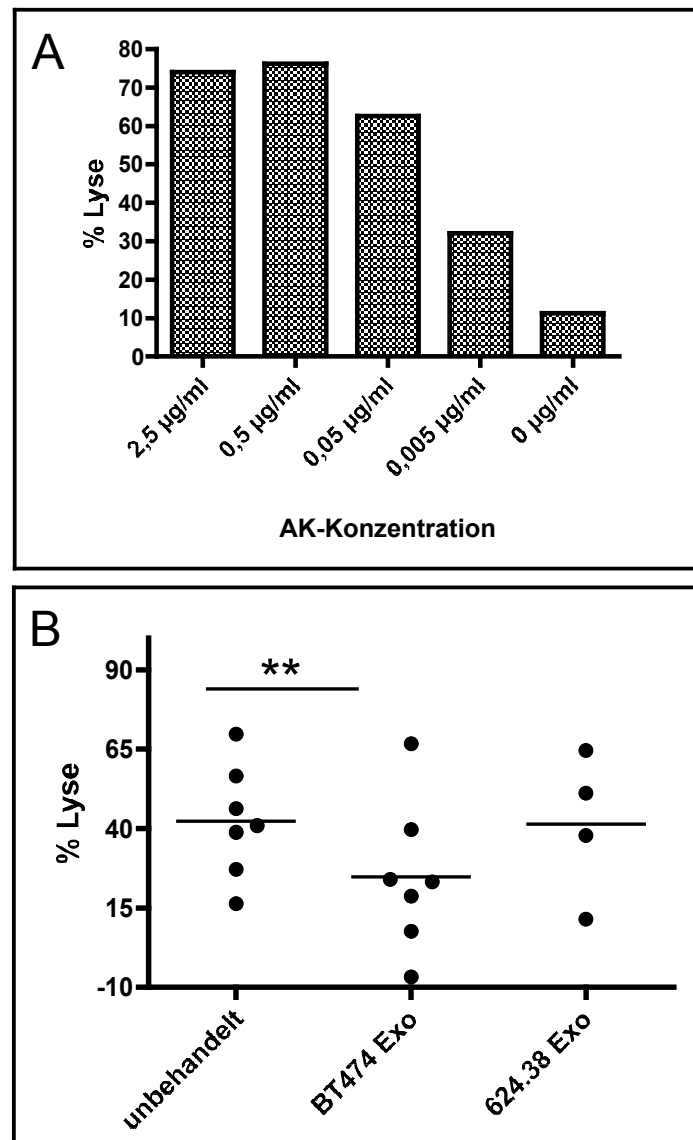 A
80
70
60
50
40
30
20
10
0
% Lyse
2,5 µg/ml
0,5 µg/ml
0,05 µg/ml
0,005 µg/ml
0 µg/ml
AK-Konzentration
B
**
90
65
40
15
-10
% Lyse
unbehandelt
BT474 Exo
624.38 Exo